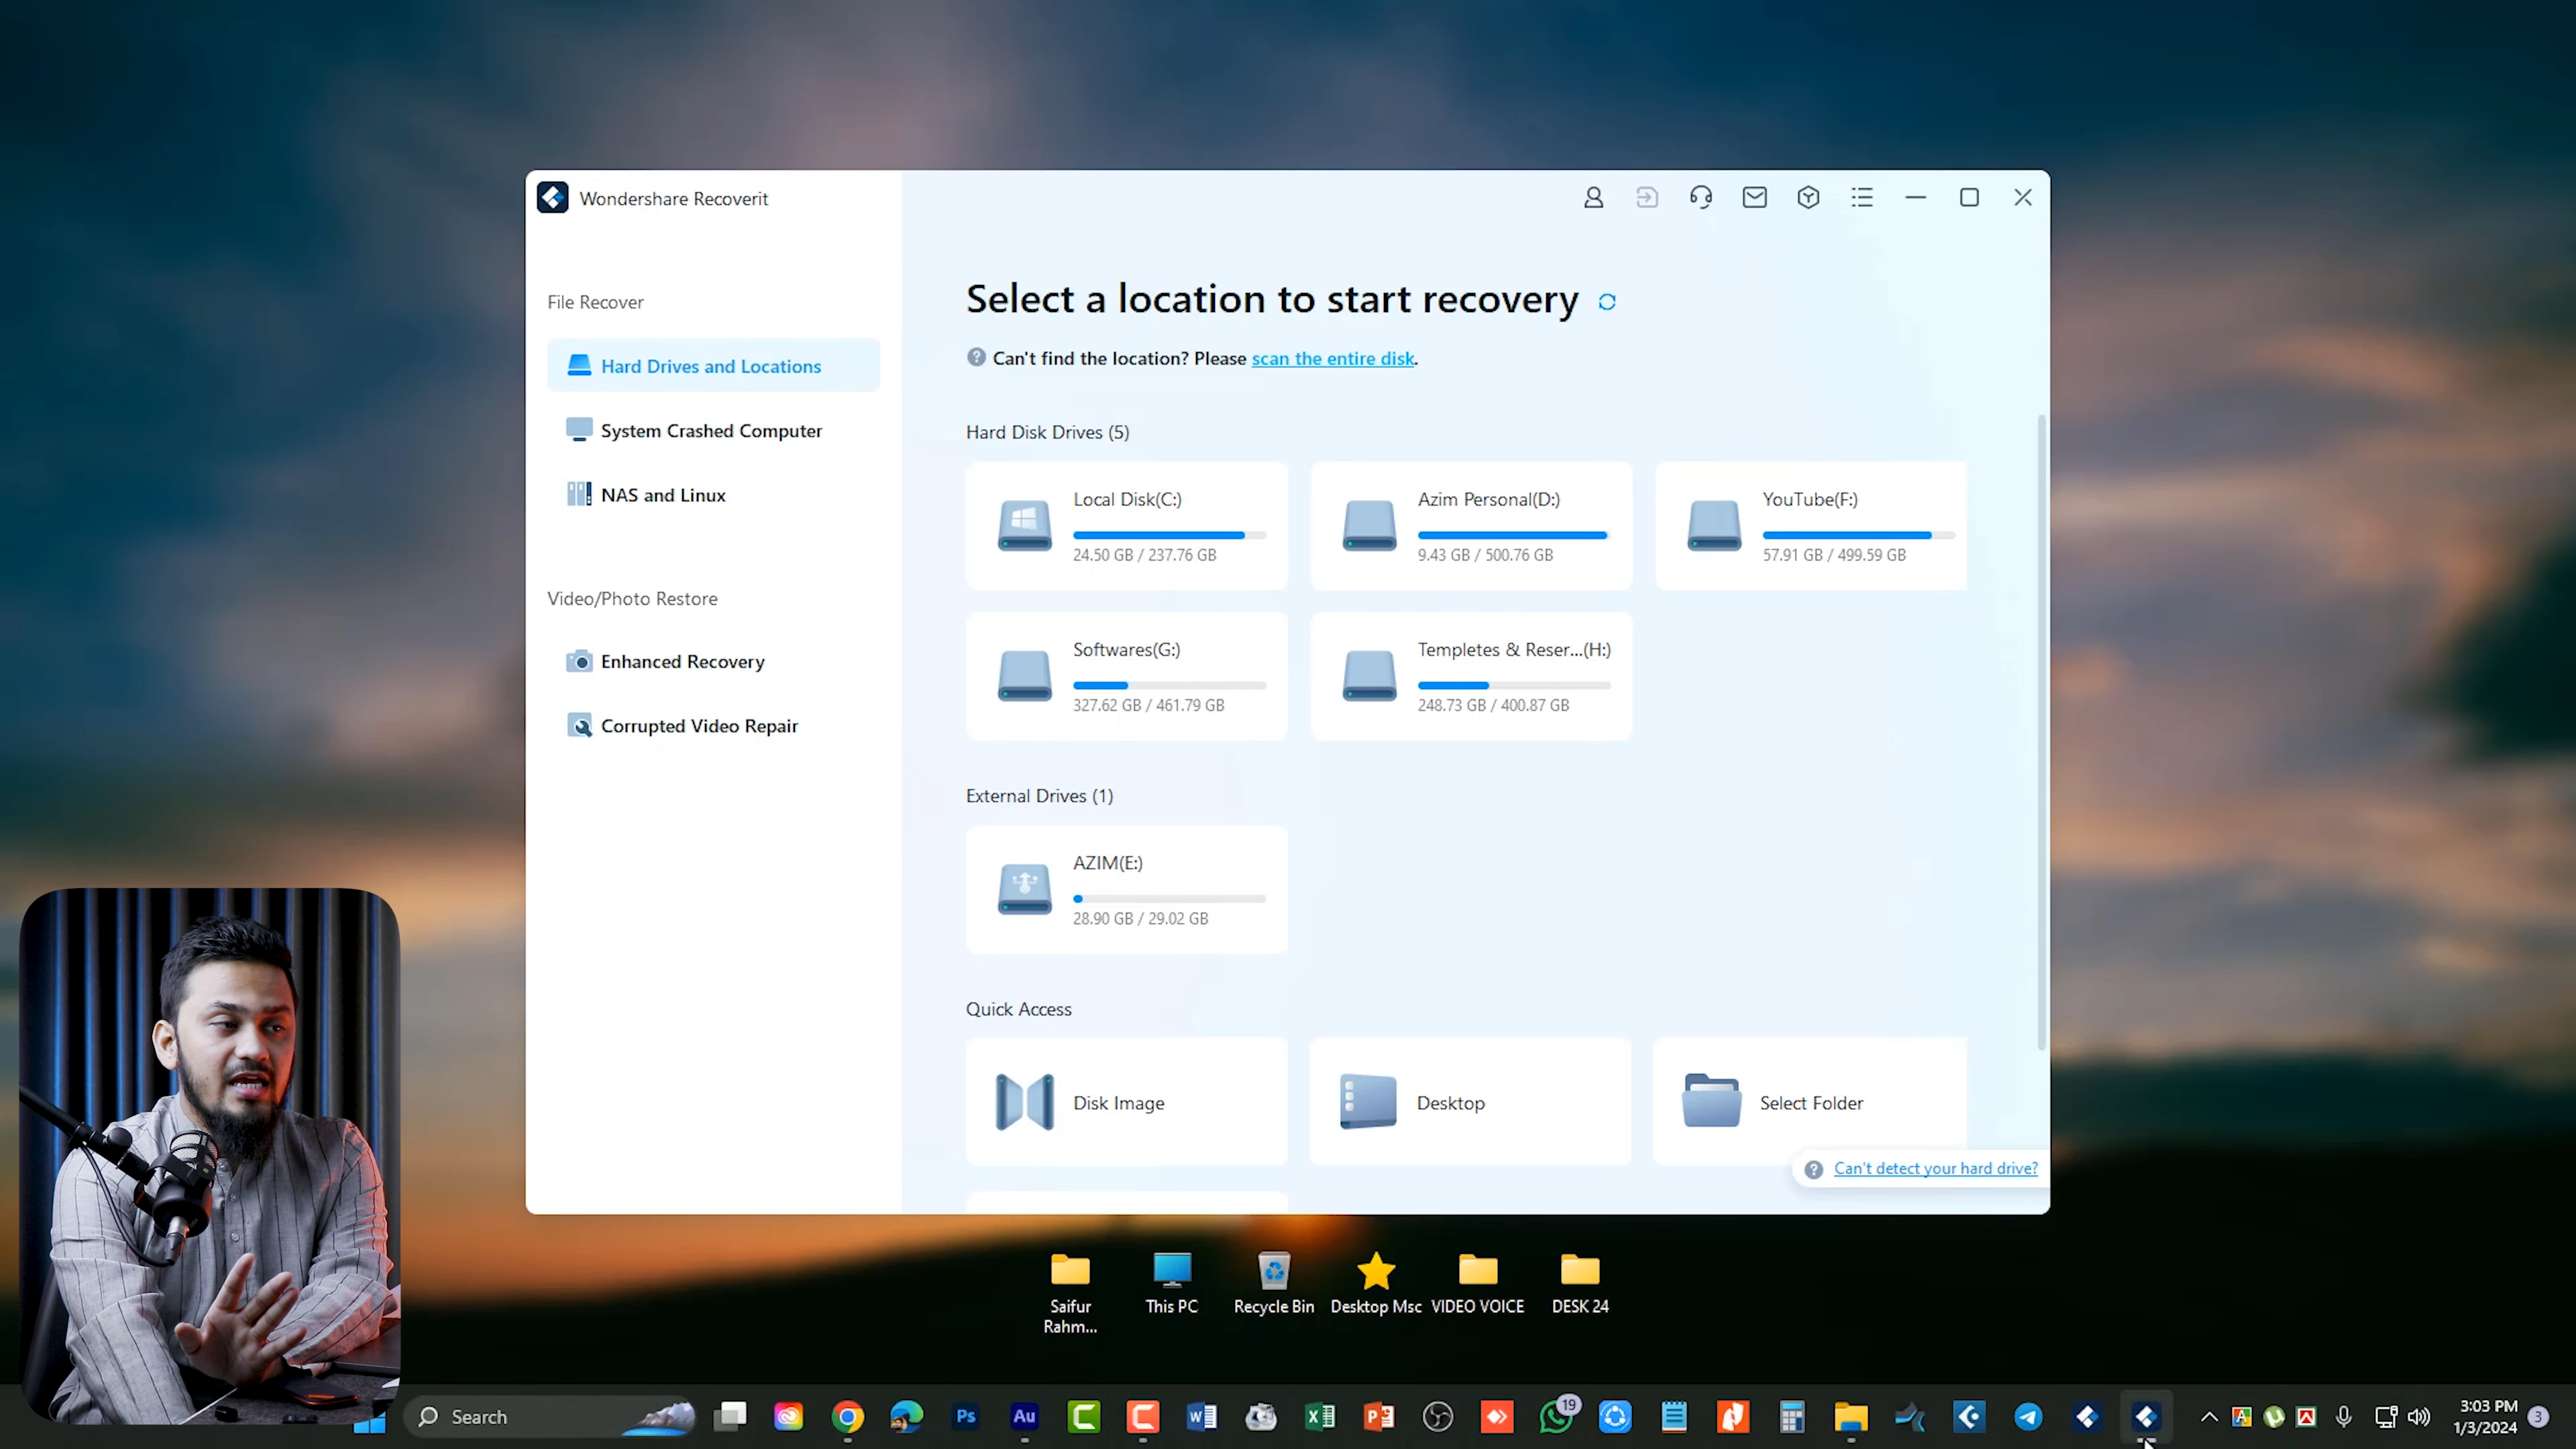 Wondershare Recoverit
File Recover
Hard Drives and Locations
System Crashed Computer
NAS and Linux
Video/Photo Restore
Enhanced Recovery
Corrupted Video Repair
Select a location to start recovery
Can't find the location? Please scan the entire disk.
Hard Disk Drives (5)
Local Disk(C:)
24.50 GB / 237.76 GB
Azim Personal(D:)
9.43 GB / 500.76 GB
YouTube(F:)
57.91 GB / 499.59 GB
Softwares(G:)
327.62 GB / 461.79 GB
Templetes & Reser...(H:)
248.73 GB / 400.87 GB
External Drives (1)
AZIM(E:)
28.90 GB / 29.02 GB
Quick Access
Disk Image
Desktop
Select Folder
Can't detect your hard drive?
Saifur
Rahm...
This PC
Recycle Bin
Desktop Msc
VIDEO VOICE
DESK 24
Search
Ps
Au
19
3:03 PM
1/3/2024
3